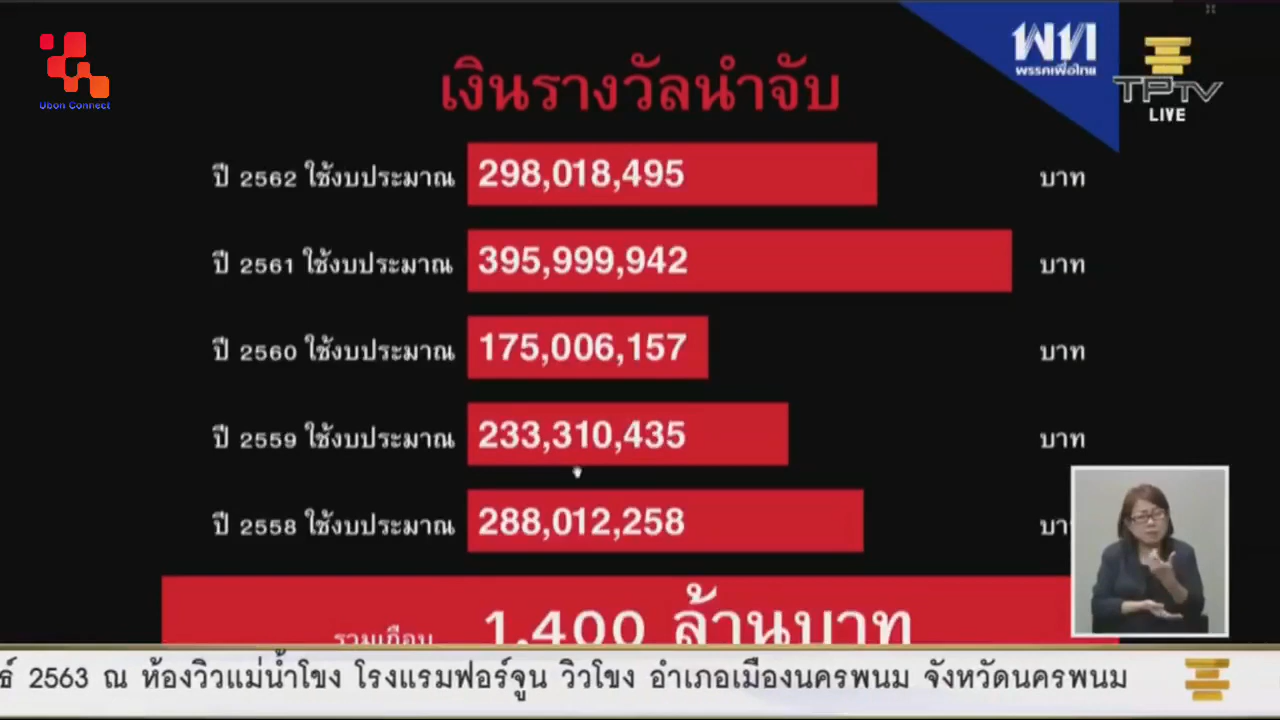 Ubon Connect
พท
พรรคเพื่อไทย
TPTV
LIVE
เงินรางวัลนำจับ
ปี 2562 ใช้งบประมาณ 298,018,495 บาท
ปี 2561 ใช้งบประมาณ 395,999,942 บาท
ปี 2560 ใช้งบประมาณ 175,006,157 บาท
ปี 2559 ใช้งบประมาณ 233,310,435 บาท
ปี 2558 ใช้งบประมาณ 288,012,258
รวมเกือบ 1,400 ล้านบาท
2563 ณ ห้องวิวแม่น้ำโขง โรงแรมฟอร์จูน วิวโขง อำเภอเมืองนครพนม จังหวัดนครพนม